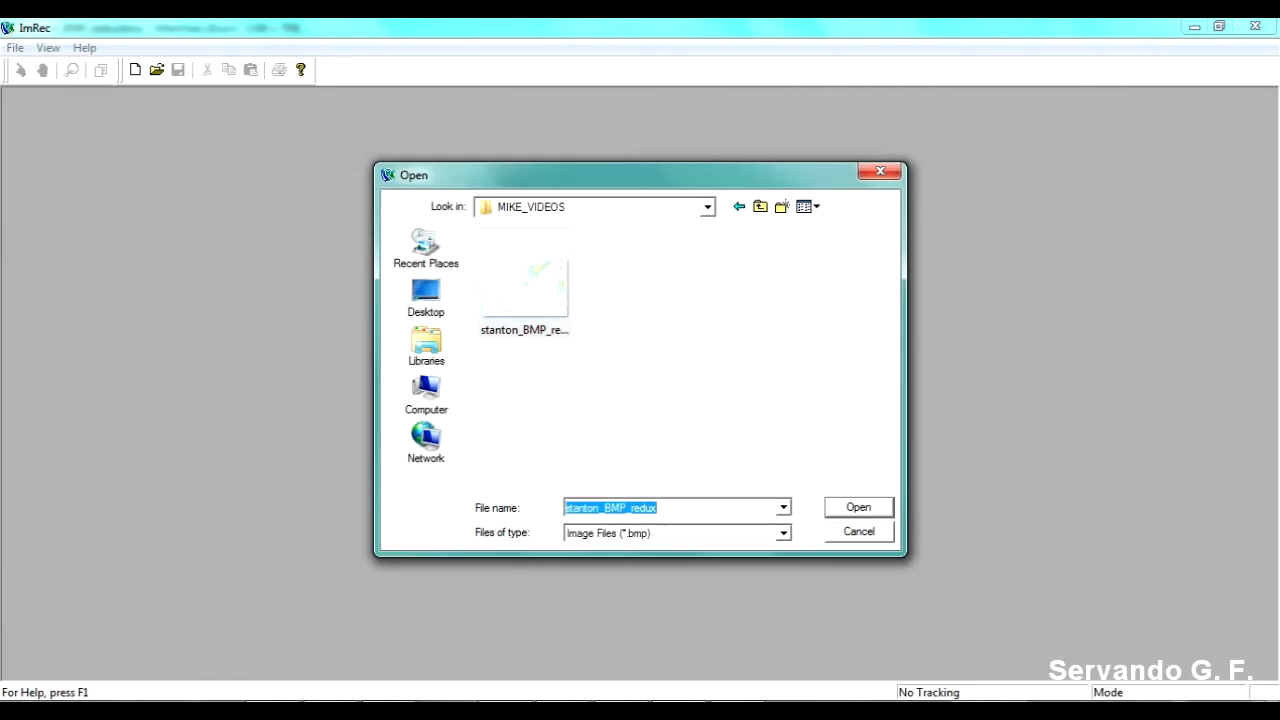 ImRec
File View Help
Open
Look in: MIKE_VIDEOS
Recent Places
Desktop
Libraries
Computer
Network
stanton_BMP_re...
File name: stanton_BMP_redux Open
Files of type: Image Files (*.bmp) Cancel
Servando G. F.
For Help, press F1 No Tracking Mode